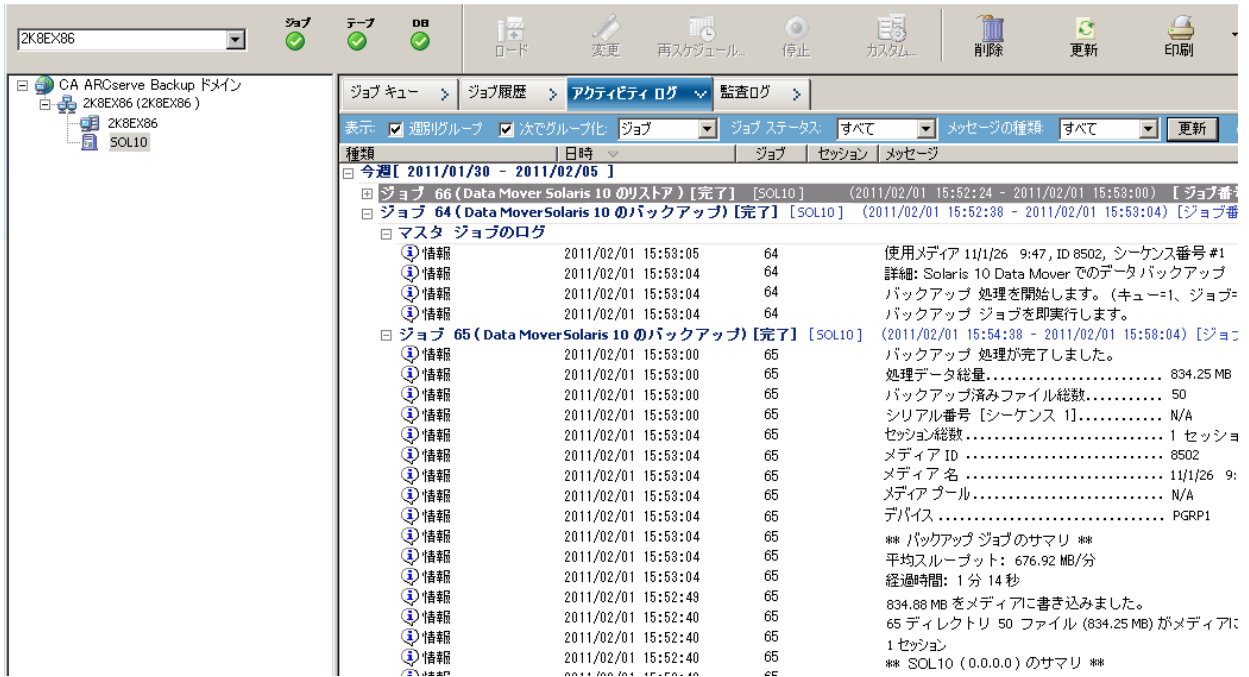 2K8EX86
ジョブ テープ DB
ロード 変更 再スケジュール... 停止 カスタム... 削除 更新 印刷
CA ARCserve Backup ドメイン
2K8EX86 (2K8EX86 )
2K8EX86
SOL10
ジョブ キュー ジョブ履歴 アクティビティ ログ 監査ログ
表示: 週別グループ 次でグループ化: ジョブ ジョブ ステータス: すべて メッセージの種類: すべて 更新
種類 日時 ジョブ セッション メッセージ
今週[ 2011/01/30 - 2011/02/05 ]
ジョブ 66 ( Data Mover Solaris 10 のリストア ) [完了] [SOL10 ] (2011/02/01 15:52:24 - 2011/02/01 15:53:00) [ ジョブ番
ジョブ 64 ( Data MoverSolaris 10 のバックアップ) [完了] [SOL10 ] (2011/02/01 15:52:38 - 2011/02/01 15:53:04) [ジョブ番
マスタ ジョブのログ
情報 2011/02/01 15:53:05 64 使用メディア 11/1/26 9:47, ID 8502, シーケンス番号 #1
情報 2011/02/01 15:53:04 64 詳細: Solaris 10 Data Mover でのデータ バックアップ
情報 2011/02/01 15:53:04 64 バックアップ 処理を開始します。 (キュー=1、ジョブ=
情報 2011/02/01 15:53:04 64 バックアップ ジョブを即実行します。
ジョブ 65 ( Data MoverSolaris 10 のバックアップ) [完了] [SOL10 ] (2011/02/01 15:54:38 - 2011/02/01 15:58:04) [ジョブ
情報 2011/02/01 15:53:00 65 バックアップ 処理が完了しました。
情報 2011/02/01 15:53:00 65 処理データ総量......................... 834.25 MB
情報 2011/02/01 15:53:00 65 バックアップ済みファイル総数........... 50
情報 2011/02/01 15:53:00 65 シリアル番号 [シーケンス 1]............ N/A
情報 2011/02/01 15:53:04 65 セッション総数............................ 1 セッショ
情報 2011/02/01 15:53:04 65 メディア ID ............................ 8502
情報 2011/02/01 15:53:04 65 メディア 名 ............................ 11/1/26 9:
情報 2011/02/01 15:53:04 65 メディア プール........................... N/A
情報 2011/02/01 15:53:04 65 デバイス ................................ PGRP1
情報 2011/02/01 15:53:04 65 ** バックアップ ジョブ のサマリ **
情報 2011/02/01 15:53:04 65 平均スループット: 676.92 MB/分
情報 2011/02/01 15:53:04 65 経過時間: 1 分 14 秒
情報 2011/02/01 15:52:49 65 834.88 MB をメディアに書き込みました。
情報 2011/02/01 15:52:40 65 65 ディレクトリ 50 ファイル (834.25 MB) がメディアに
情報 2011/02/01 15:52:40 65 1 セッション
情報 2011/02/01 15:52:40 65 ** SOL10 ( 0.0.0.0 ) のサマリ **